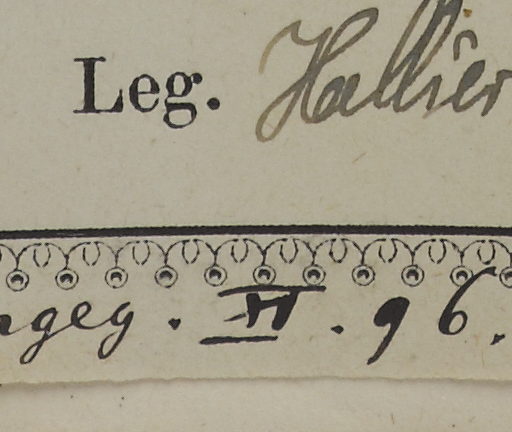 Leg. Hallier
ngeg. II. 96.